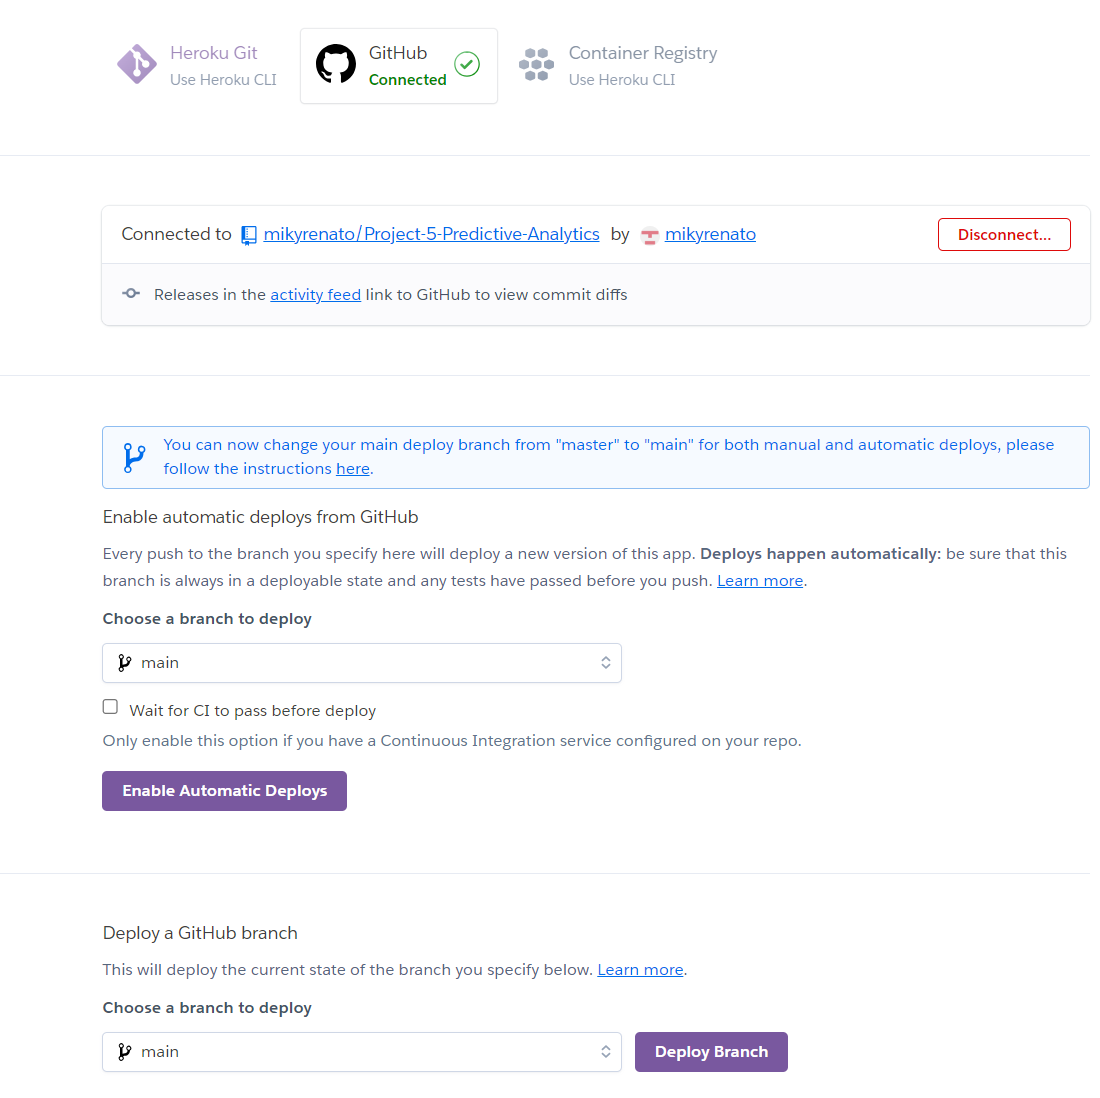 Heroku Git
Use Heroku CLI
GitHub
Connected
Container Registry
Use Heroku CLI
Connected to mikyrenato/Project-5-Predictive-Analytics by mikyrenato
Disconnect...
Releases in the activity feed link to GitHub to view commit diffs
You can now change your main deploy branch from "master" to "main" for both manual and automatic deploys, please
follow the instructions here.
Enable automatic deploys from GitHub
Every push to the branch you specify here will deploy a new version of this app. Deploys happen automatically: be sure that this
branch is always in a deployable state and any tests have passed before you push. Learn more.
Choose a branch to deploy
main
Wait for CI to pass before deploy
Only enable this option if you have a Continuous Integration service configured on your repo.
Enable Automatic Deploys
Deploy a GitHub branch
This will deploy the current state of the branch you specify below. Learn more.
Choose a branch to deploy
main
Deploy Branch